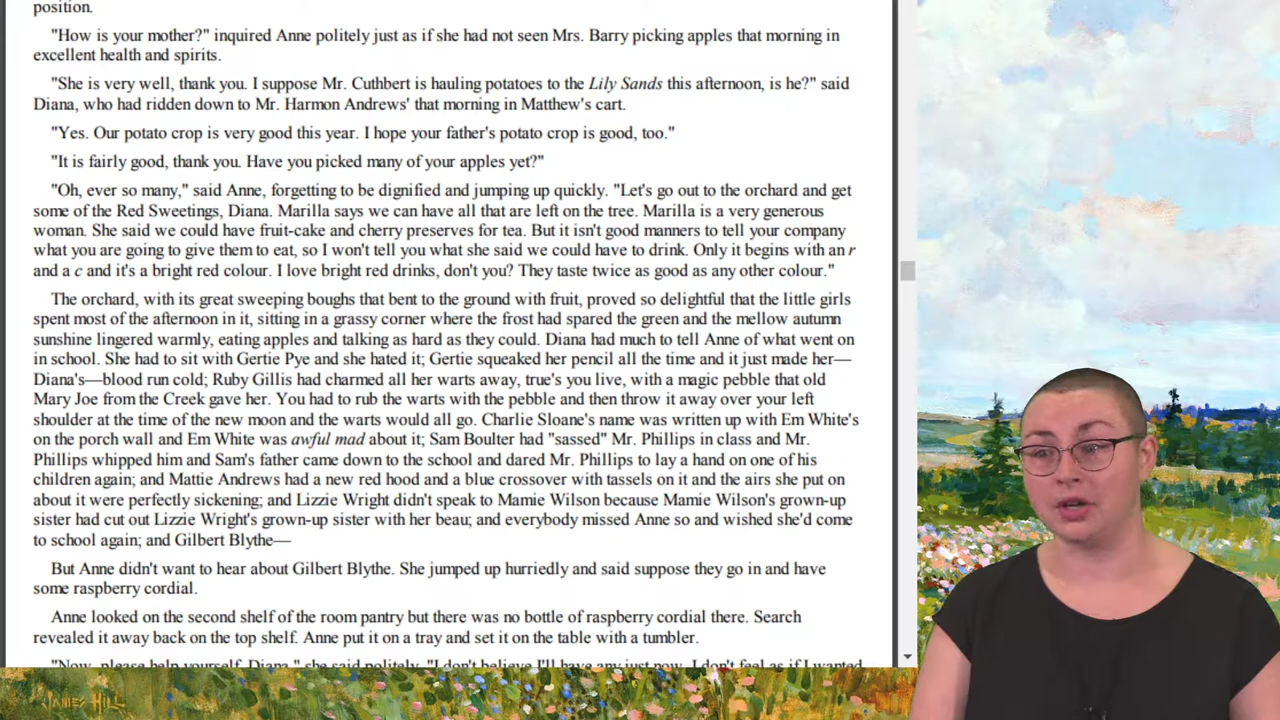 position.
"How is your mother?" inquired Anne politely just as if she had not seen Mrs. Barry picking apples that morning in
excellent health and spirits.
"She is very well, thank you. I suppose Mr. Cuthbert is hauling potatoes to the Lily Sands this afternoon, is he?" said
Diana, who had ridden down to Mr. Harmon Andrews' that morning in Matthew's cart.
"Yes. Our potato crop is very good this year. I hope your father's potato crop is good, too."
"It is fairly good, thank you. Have you picked many of your apples yet?"
"Oh, ever so many," said Anne, forgetting to be dignified and jumping up quickly. "Let's go out to the orchard and get
some of the Red Sweetings, Diana. Marilla says we can have all that are left on the tree. Marilla is a very generous
woman. She said we could have fruit-cake and cherry preserves for tea. But it isn't good manners to tell your company
what you are going to give them to eat, so I won't tell you what she said we could have to drink. Only it begins with an r
and a c and it's a bright red colour. I love bright red drinks, don't you? They taste twice as good as any other colour."
The orchard, with its great sweeping boughs that bent to the ground with fruit, proved so delightful that the little girls
spent most of the afternoon in it, sitting in a grassy corner where the frost had spared the green and the mellow autumn
sunshine lingered warmly, eating apples and talking as hard as they could. Diana had much to tell Anne of what went on
in school. She had to sit with Gertie Pye and she hated it; Gertie squeaked her pencil all the time and it just made her—
Diana's—blood run cold; Ruby Gillis had charmed all her warts away, true's you live, with a magic pebble that old
Mary Joe from the Creek gave her. You had to rub the warts with the pebble and then throw it away over your left
shoulder at the time of the new moon and the warts would all go. Charlie Sloane's name was written up with Em White's
on the porch wall and Em White was awful mad about it; Sam Boulter had "sassed" Mr. Phillips in class and Mr.
Phillips whipped him and Sam's father came down to the school and dared Mr. Phillips to lay a hand on one of his
children again; and Mattie Andrews had a new red hood and a blue crossover with tassels on it and the airs she put on
about it were perfectly sickening; and Lizzie Wright didn't speak to Mamie Wilson because Mamie Wilson's grown-up
sister had cut out Lizzie Wright's grown-up sister with her beau; and everybody missed Anne so and wished she'd come
to school again; and Gilbert Blythe—
But Anne didn't want to hear about Gilbert Blythe. She jumped up hurriedly and said suppose they go in and have
some raspberry cordial.
Anne looked on the second shelf of the room pantry but there was no bottle of raspberry cordial there. Search
revealed it away back on the top shelf. Anne put it on a tray and set it on the table with a tumbler.
"Now, please help yourself, Diana," she said politely. "I don't believe I'll have any just now. I don't feel as if I wanted
JAMES HILL